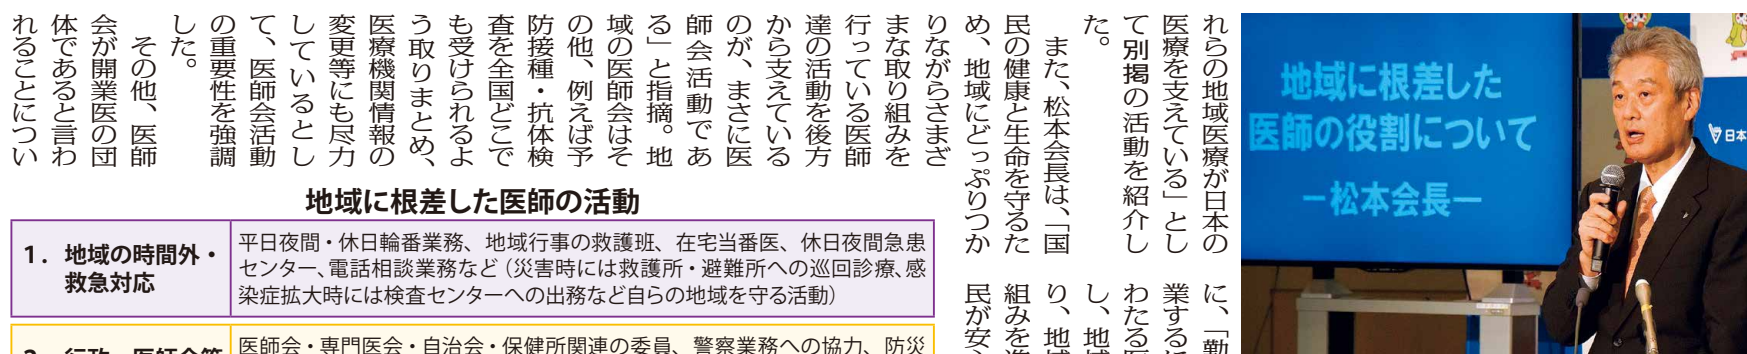 地域に根差した
医師の役割について
－松本会長－
日本
れらの地域医療が日本の
医療を支えている」とし
て別掲の活動を紹介し
た。
また、松本会長は、「国
民の健康と生命を守るた
め、地域にどっぷりつか
りながらさまざ
まな取り組みを
行っている医師
達の活動を後方
から支えている
のが、まさに医
師会活動であ
る」と指摘。地
域の医師会はそ
の他、例えば予
防接種・抗体検
査を全国どこで
も受けられるよ
う取りまとめ、
医療機関情報の
変更等にも尽力
しているとし
て、医師会活動
の重要性を強調
した。
その他、医師
会が開業医の団
体であると言わ
れることについ
に、「勤
業するに
わたる医
し、地域
り、地域
組みを
民が安
地域に根差した医師の活動
1. 地域の時間外・
救急対応
平日夜間・休日輪番業務、地域行事の救護班、在宅当番医、休日夜間急患
センター、電話相談業務など（災害時には救護所・避難所への巡回診療、感
染症拡大時には検査センターへの出務など自らの地域を守る活動）
2. 行政・医師会等
医師会・専門医会・自治会・保健所関連の委員、警察業務への協力、防災